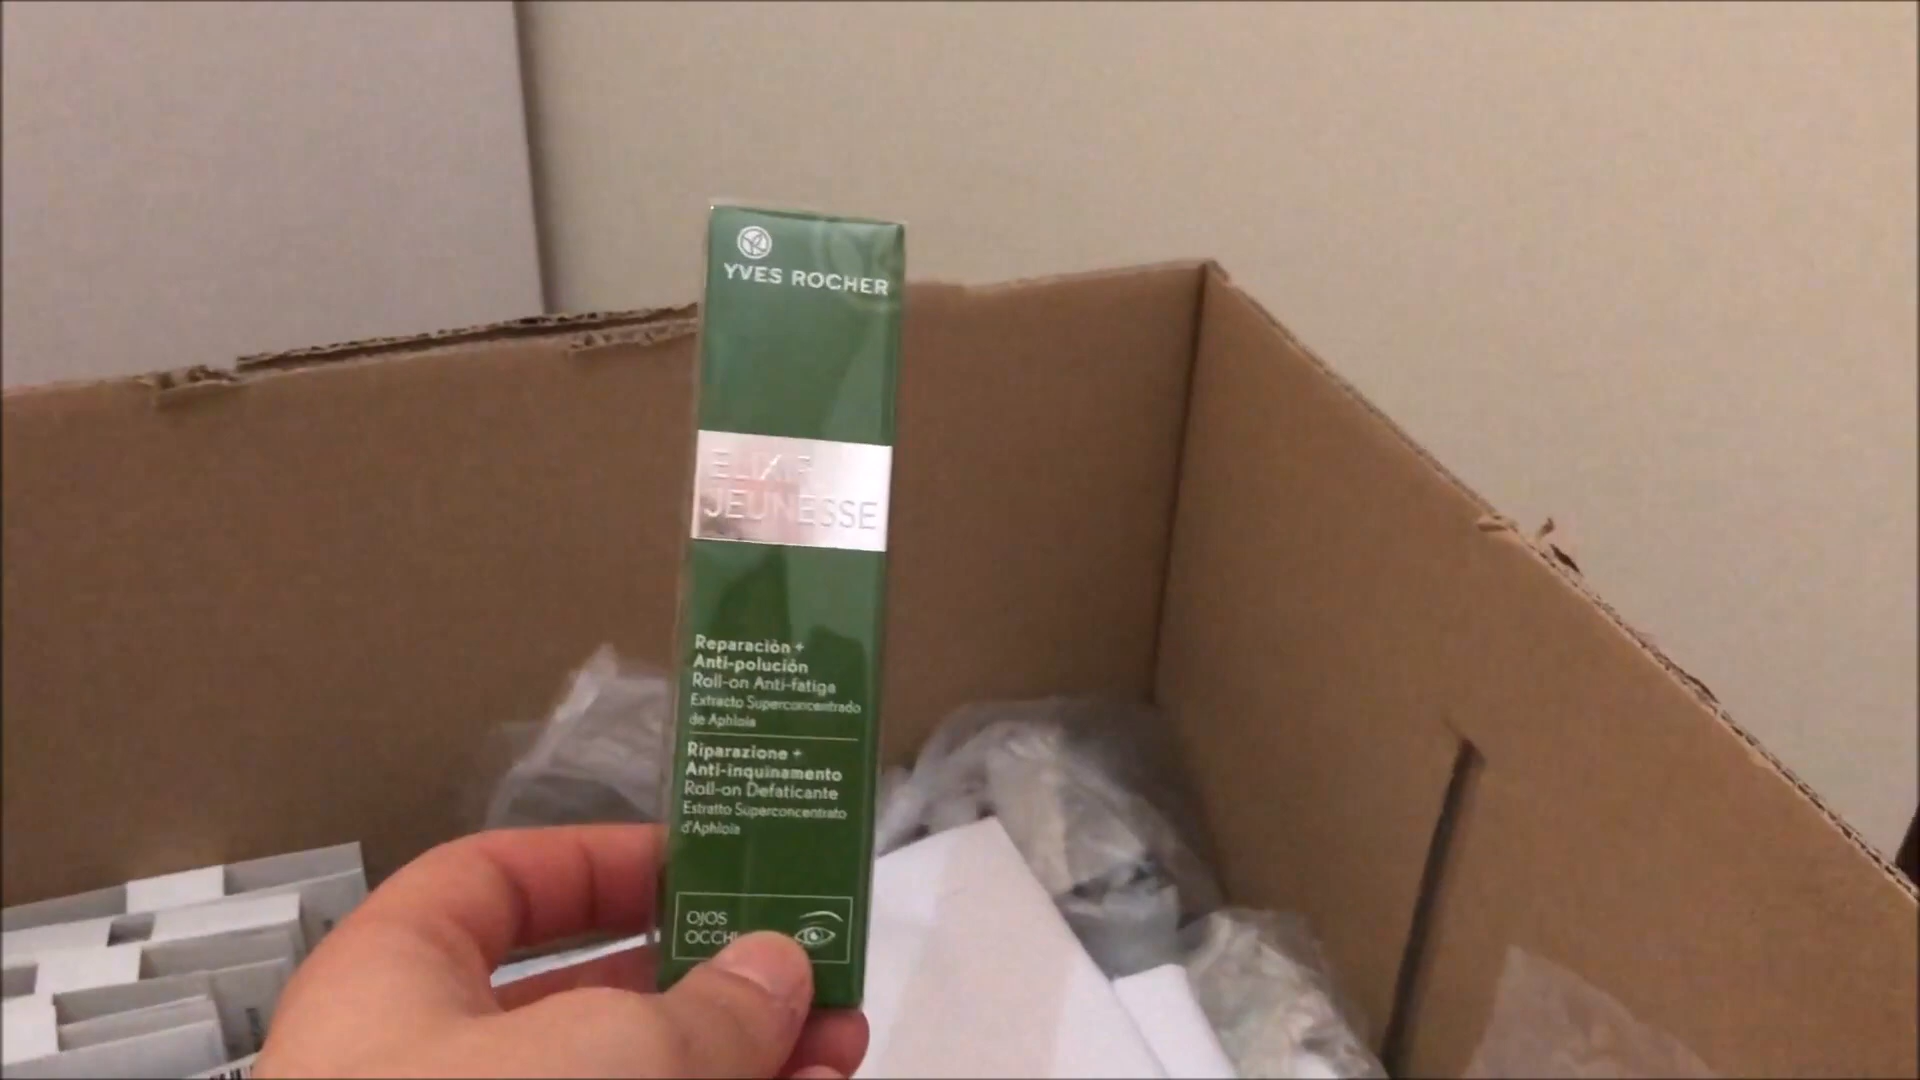 YVES ROCHER
ELIXIR
JEUNESSE
Reparación +
Anti-polución
Roll-on Anti-fatiga
Extracto Superconcentrado
de Aphloia
Riparazione +
Anti-inquinamento
Roll-on Defaticante
Estratto Superconcentrato
d'Aphloia
OJOS
OCCHI